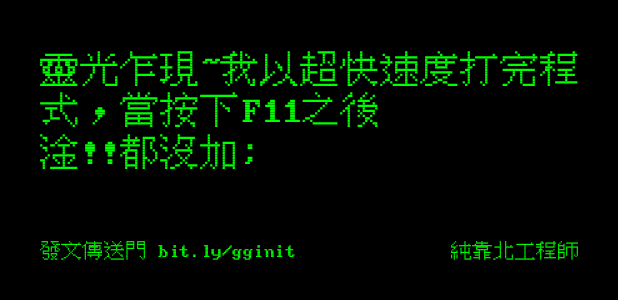 靈光乍現~我以超快速度打完程
式，當按下F11之後
淦!!都沒加;
發文傳送門 bit.ly/gginit
純靠北工程師